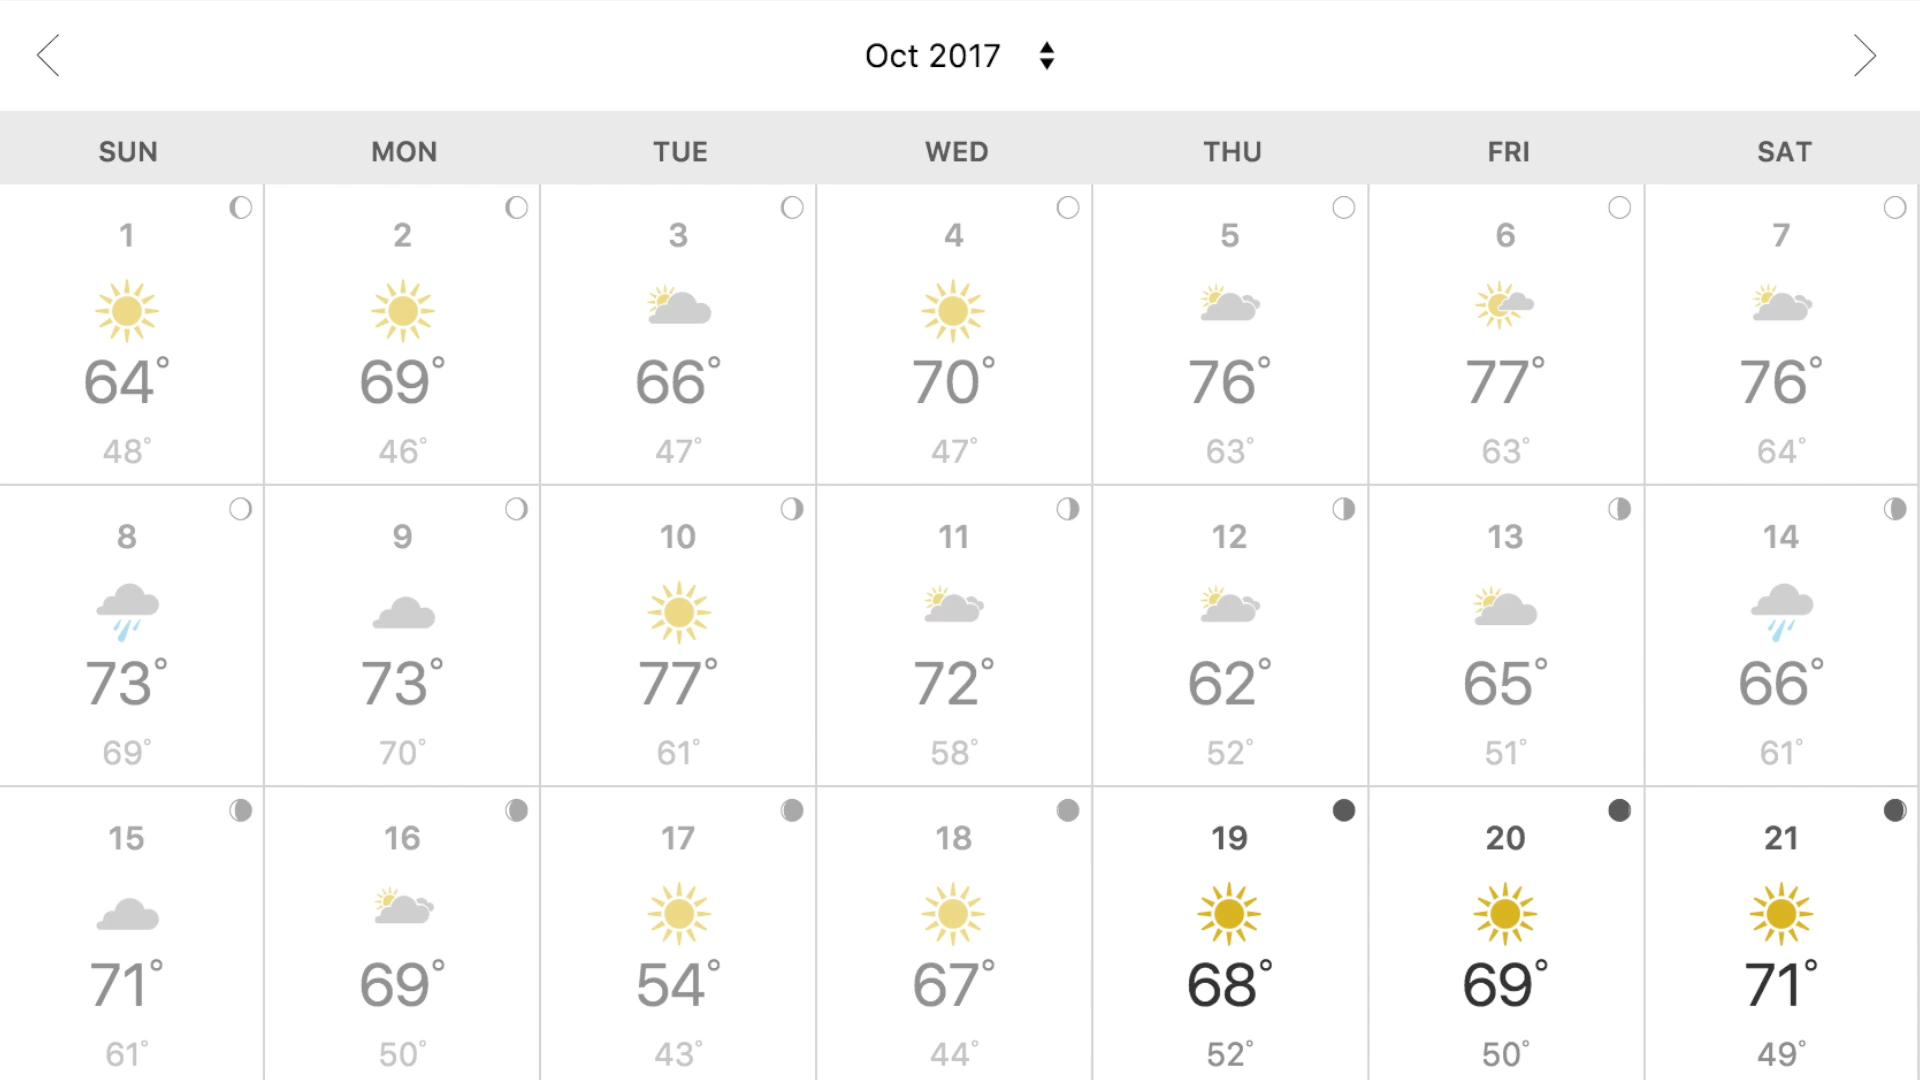 Oct 2017
SUN MON TUE WED THU FRI SAT
1 2 3 4 5 6 7
64° 69° 66° 70° 76° 77° 76°
48° 46° 47° 47° 63° 63° 64°
8 9 10 11 12 13 14
73° 73° 77° 72° 62° 65° 66°
69° 70° 61° 58° 52° 51° 61°
15 16 17 18 19 20 21
71° 69° 54° 67° 68° 69° 71°
61° 50° 43° 44° 52° 50° 49°